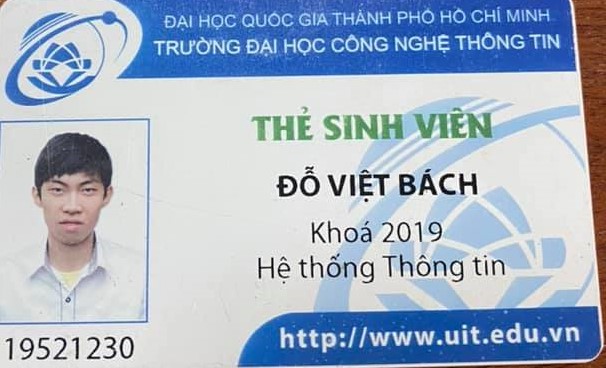 ĐẠI HỌC QUỐC GIA THÀNH PHỐ HỒ CHÍ MINH
TRƯỜNG ĐẠI HỌC CÔNG NGHỆ THÔNG TIN
THẺ SINH VIÊN
ĐỖ VIỆT BÁCH
Khoá 2019
Hệ thống Thông tin
19521230
http://www.uit.edu.vn